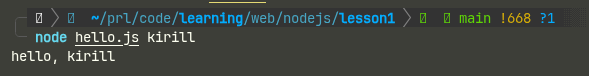 ~/prl/code/learning/web/nodejs/lesson1 main !668 ?1
node hello.js kirill
hello, kirill